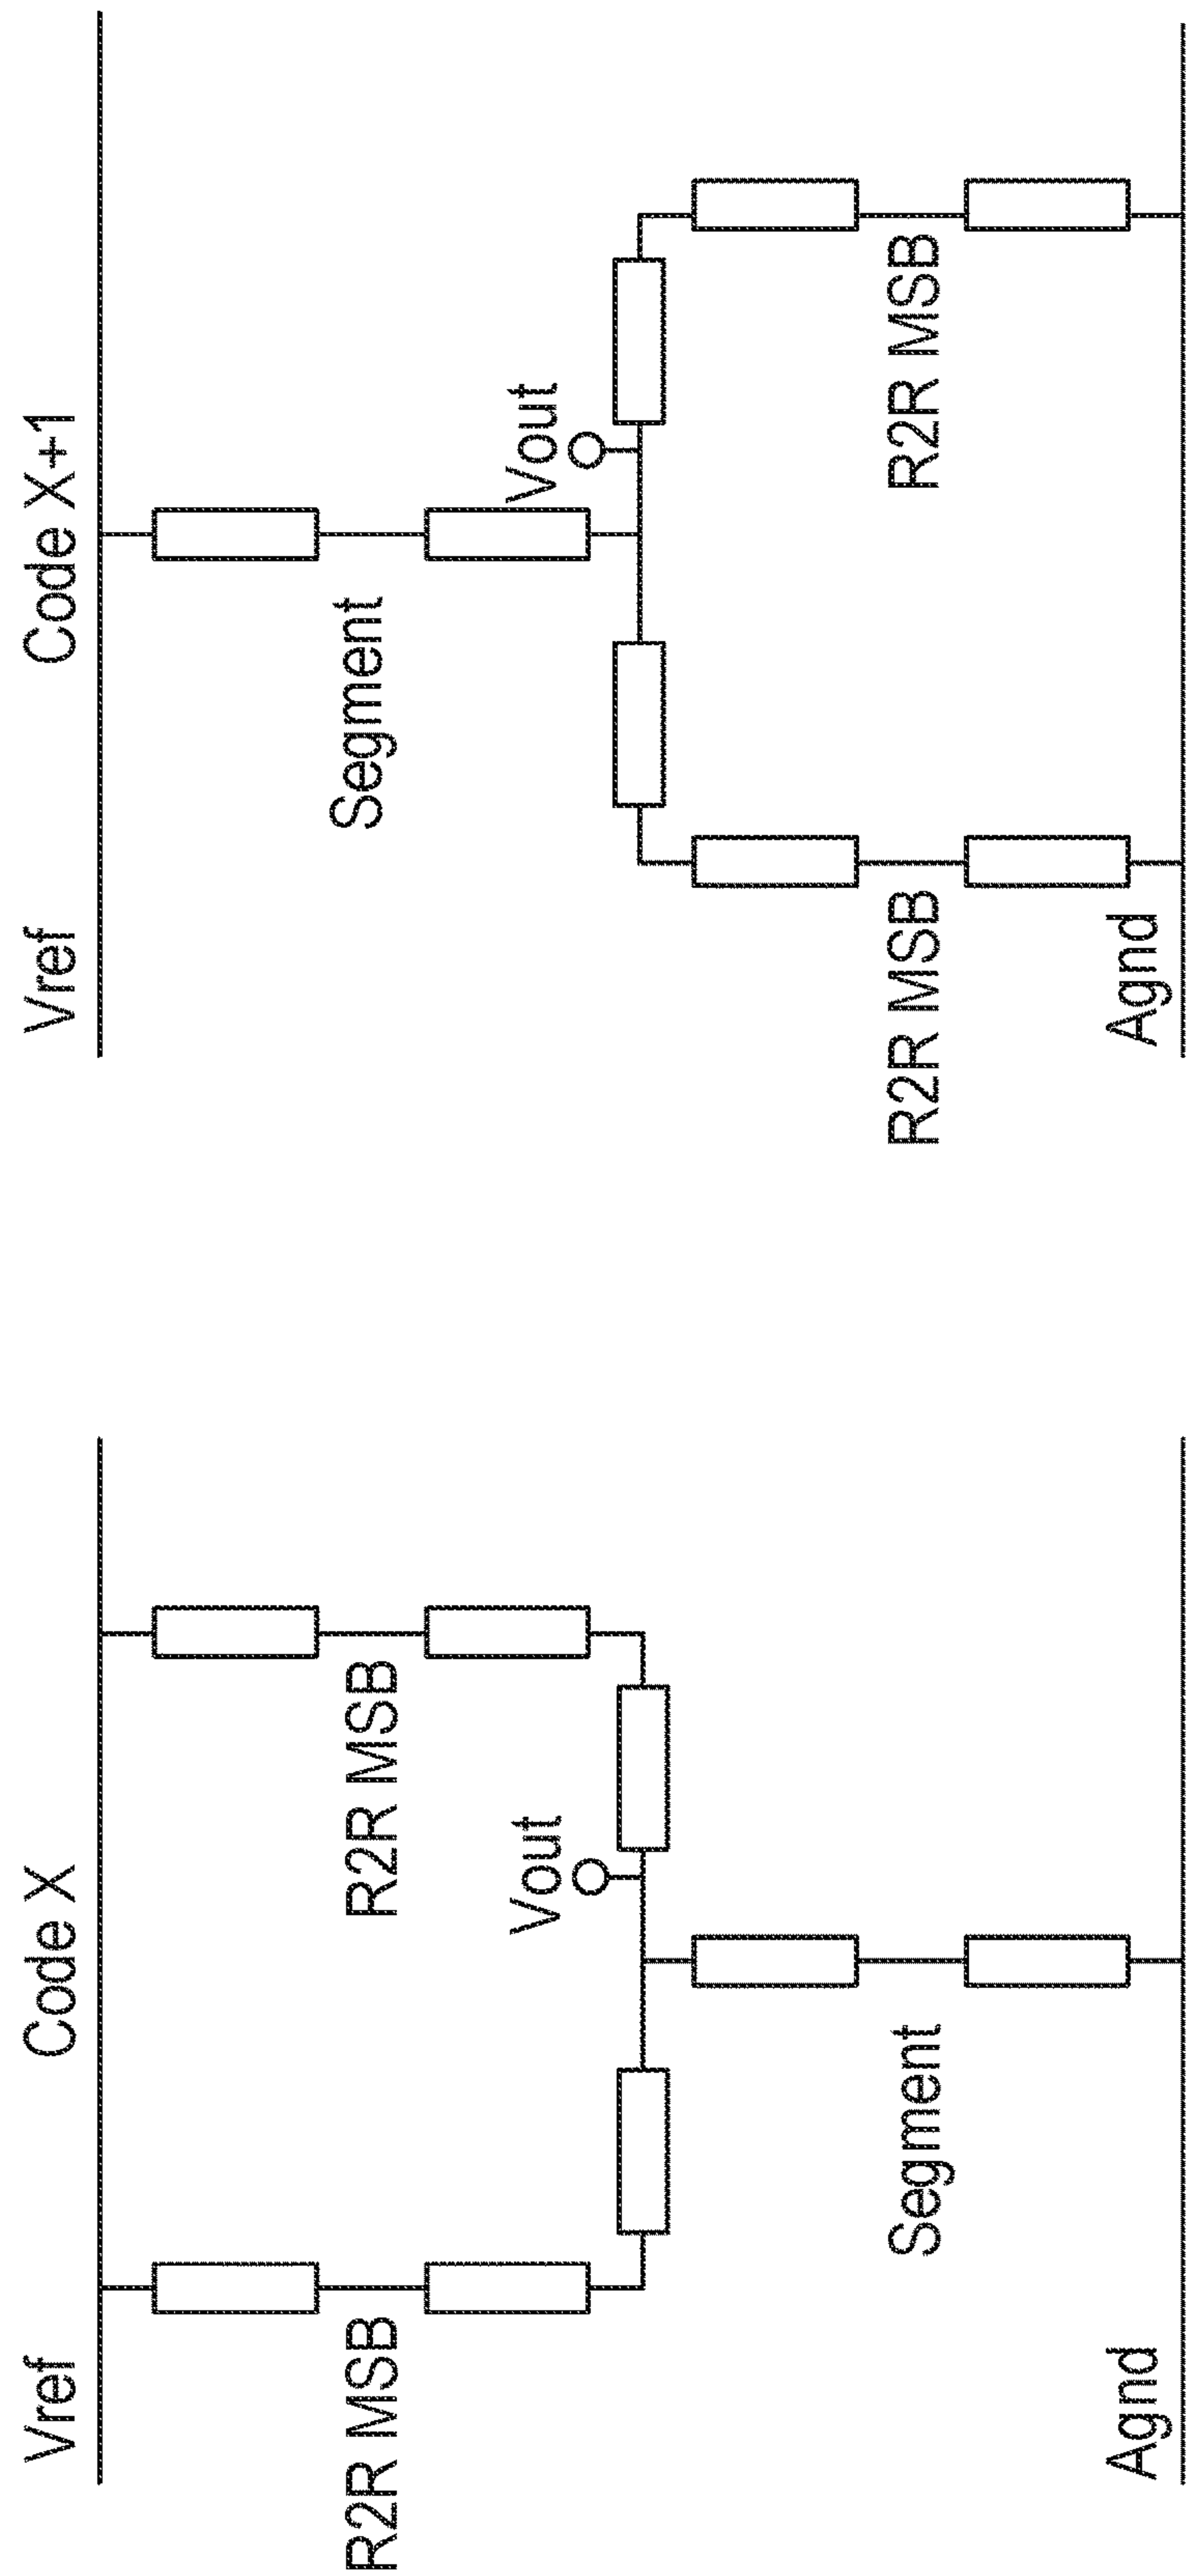 Code X
Vref
R2R MSB
R2R MSB
Vout
Segment
Agnd
Code X+1
Vref
Segment
Vout
R2R MSB
R2R MSB
Agnd